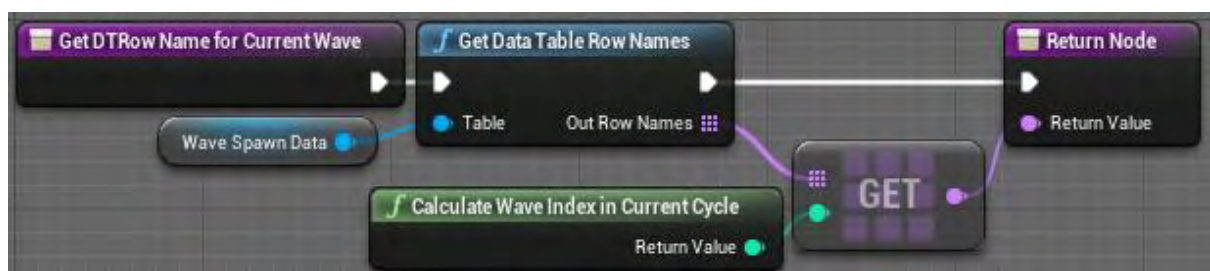 Get DTRow Name for Current Wave
f Get Data Table Row Names
Return Node
Table
Out Row Names
Return Value
Wave Spawn Data
GET
f Calculate Wave Index in Current Cycle
Return Value